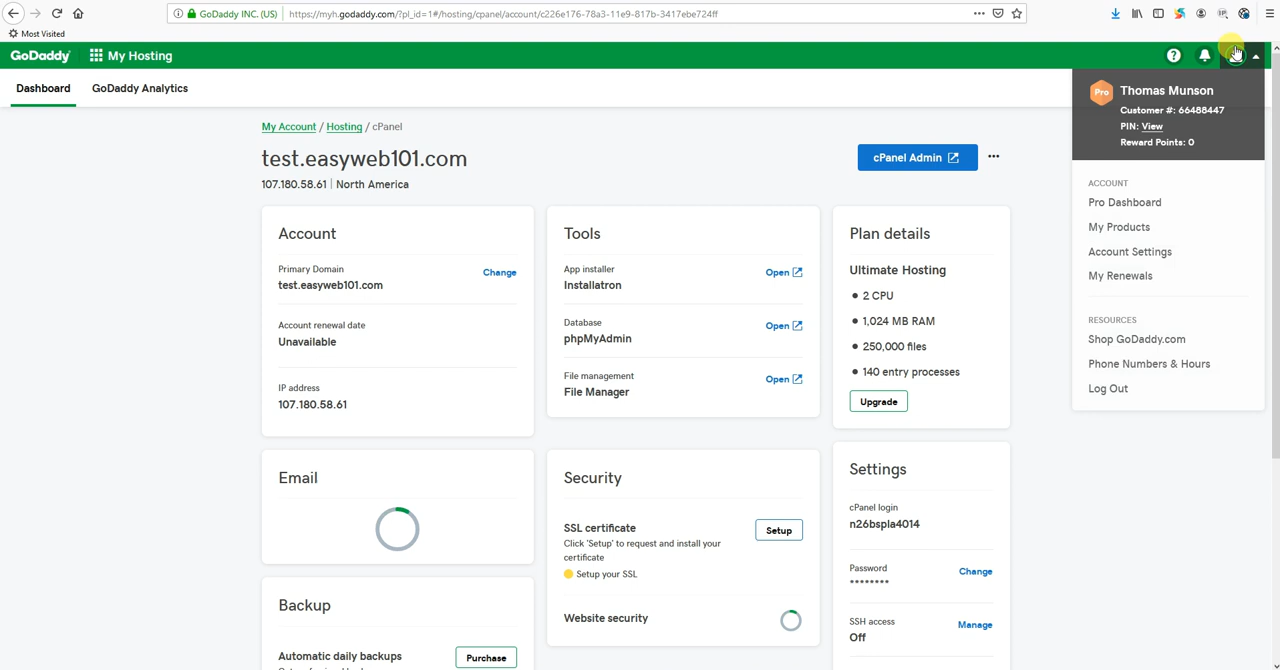 GoDaddy INC. (US)
https://myh.godaddy.com/?pl_id=1#/hosting/cpanel/account/c226e176-78a3-11e9-817b-3417ebe724ff
Most Visited
GoDaddy
My Hosting
Dashboard
GoDaddy Analytics
Pro
Thomas Munson
Customer #: 66488447
PIN: View
Reward Points: 0
ACCOUNT
Pro Dashboard
My Products
Account Settings
My Renewals
RESOURCES
Shop GoDaddy.com
Phone Numbers & Hours
Log Out
My Account / Hosting / cPanel
test.easyweb101.com
107.180.58.61 | North America
cPanel Admin
Account
Primary Domain
test.easyweb101.com
Change
Account renewal date
Unavailable
IP address
107.180.58.61
Tools
App installer
Installatron
Open
Database
phpMyAdmin
Open
File management
File Manager
Open
Plan details
Ultimate Hosting
• 2 CPU
• 1,024 MB RAM
• 250,000 files
• 140 entry processes
Upgrade
Email
Security
SSL certificate
Click 'Setup' to request and install your
certificate
Setup your SSL
Setup
Website security
Settings
cPanel login
n26bspla4014
Password
********
Change
SSH access
Off
Manage
Backup
Automatic daily backups
Purchase